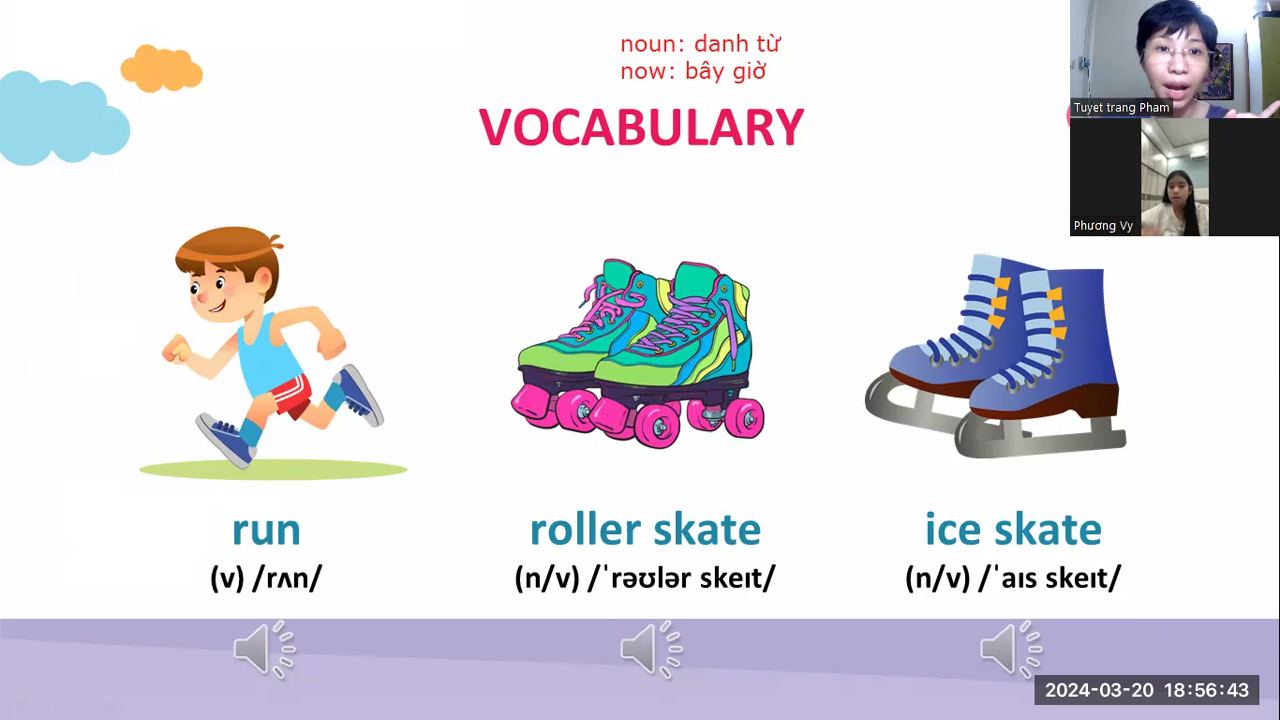 noun: danh từ
now: bây giờ
VOCABULARY
Tuyet trang Pham
Phương Vy
run
(v) /rʌn/
roller skate
(n/v) /ˈrəʊlər skeɪt/
ice skate
(n/v) /ˈaɪs skeɪt/
2024-03-20 18:56:43